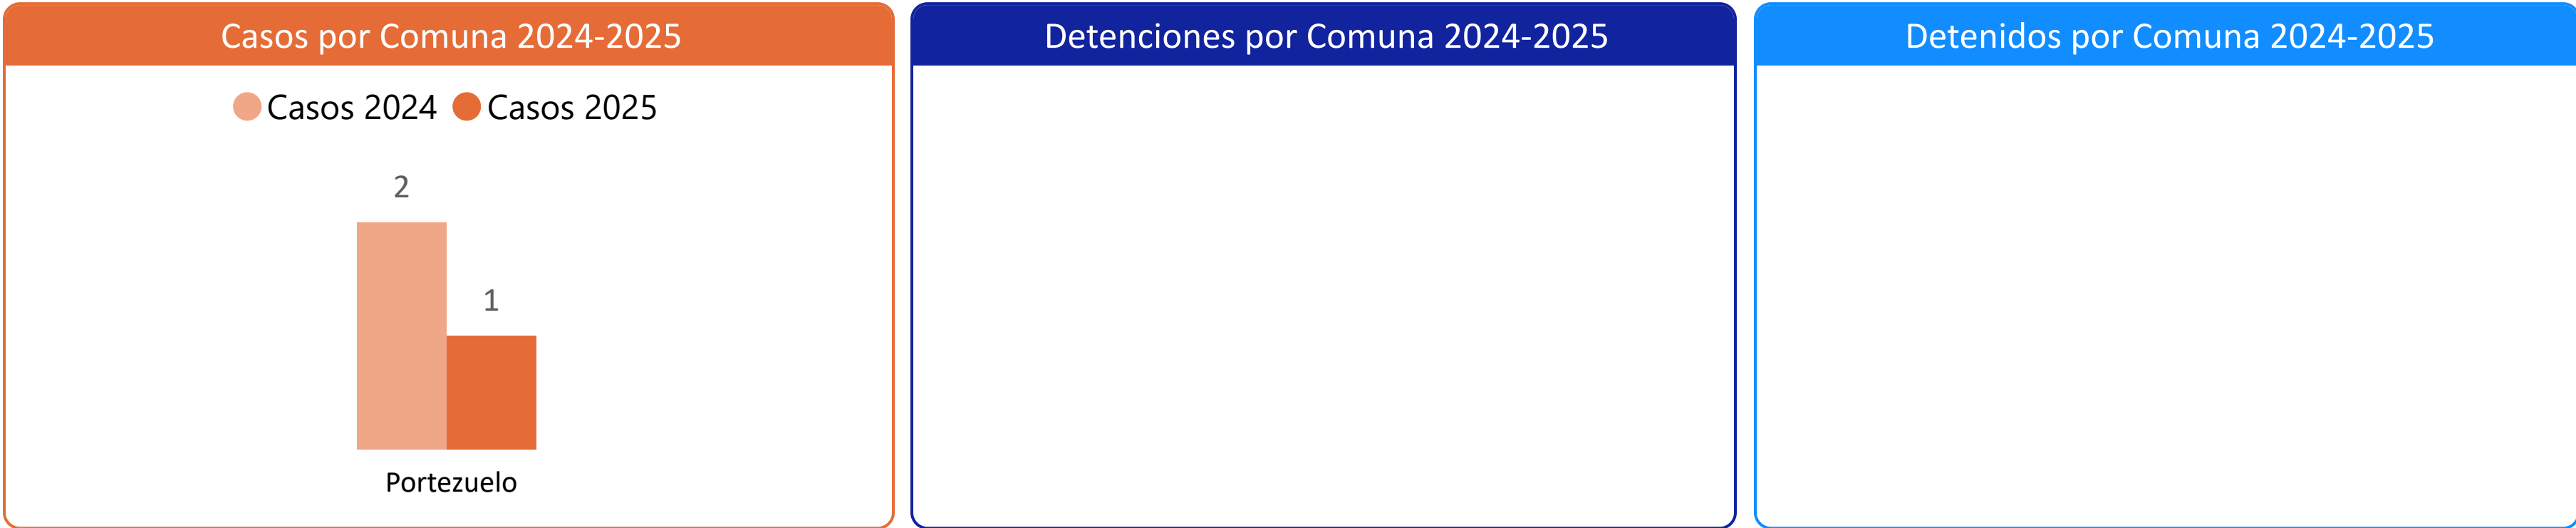 Casos por Comuna 2024-2025
Casos 2024 Casos 2025
2
1
Portezuelo
Detenciones por Comuna 2024-2025
Detenidos por Comuna 2024-2025